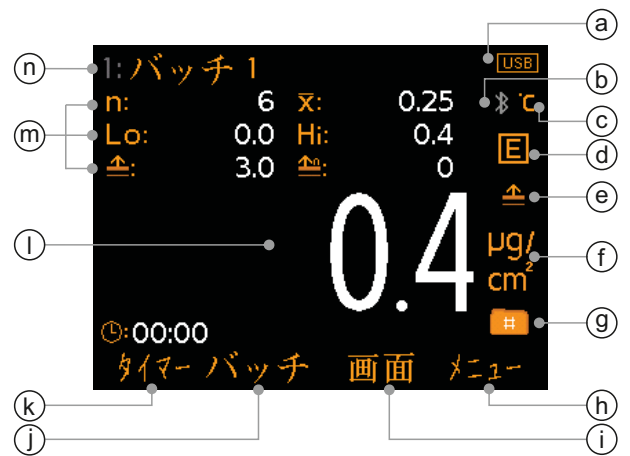 a
n
1:バッチ 1
USB
b
n: 6 x̄: 0.25
℃
c
m
Lo: 0.0 Hi: 0.4
E
d
: 3.0 : 0
e
l
0.4
µg/cm²
f
#
g
:00:00
タイマー バッチ 画面 メニュー
k
j
i
h